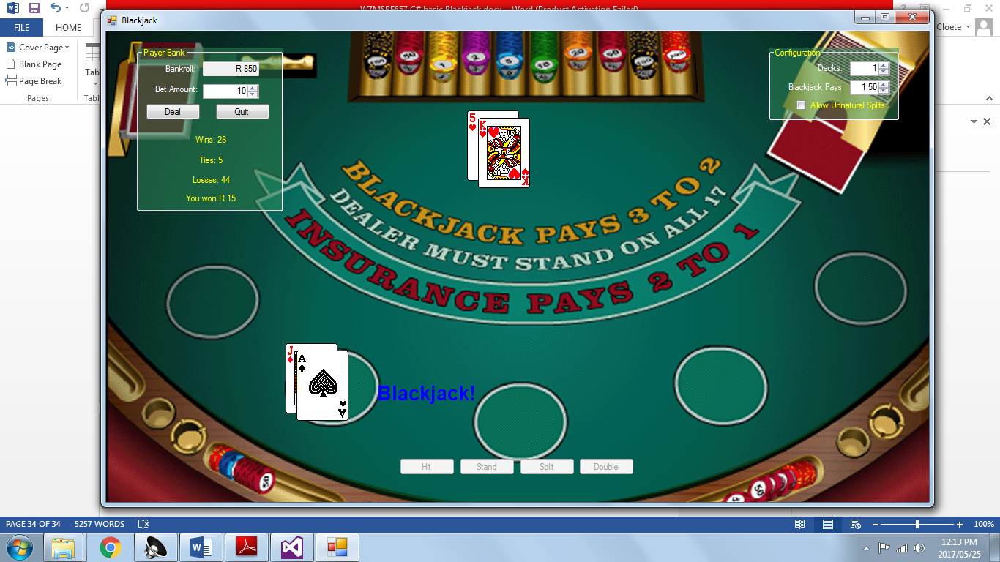 W7MSBF657 C# basic Blackjack.docx - Word (Product Activation Failed)
FILE
HOME
Cloete
Cover Page
Blank Page
Page Break
Pages
Tab
Tabl
Blackjack
Player Bank
Bankroll: R 850
Bet Amount: 10
Deal
Quit
Wins: 28
Ties: 5
Losses: 44
You won R 15
Configuration
Decks: 1
Blackjack Pays: 1.50
Allow Unnatural Splits
5
K
K
BLACKJACK PAYS 3 TO 2
DEALER MUST STAND ON ALL 17
INSURANCE PAYS 2 TO 1
J
A
A
Blackjack!
Hit
Stand
Split
Double
PAGE 34 OF 34
5257 WORDS
100%
12:13 PM
2017/05/25